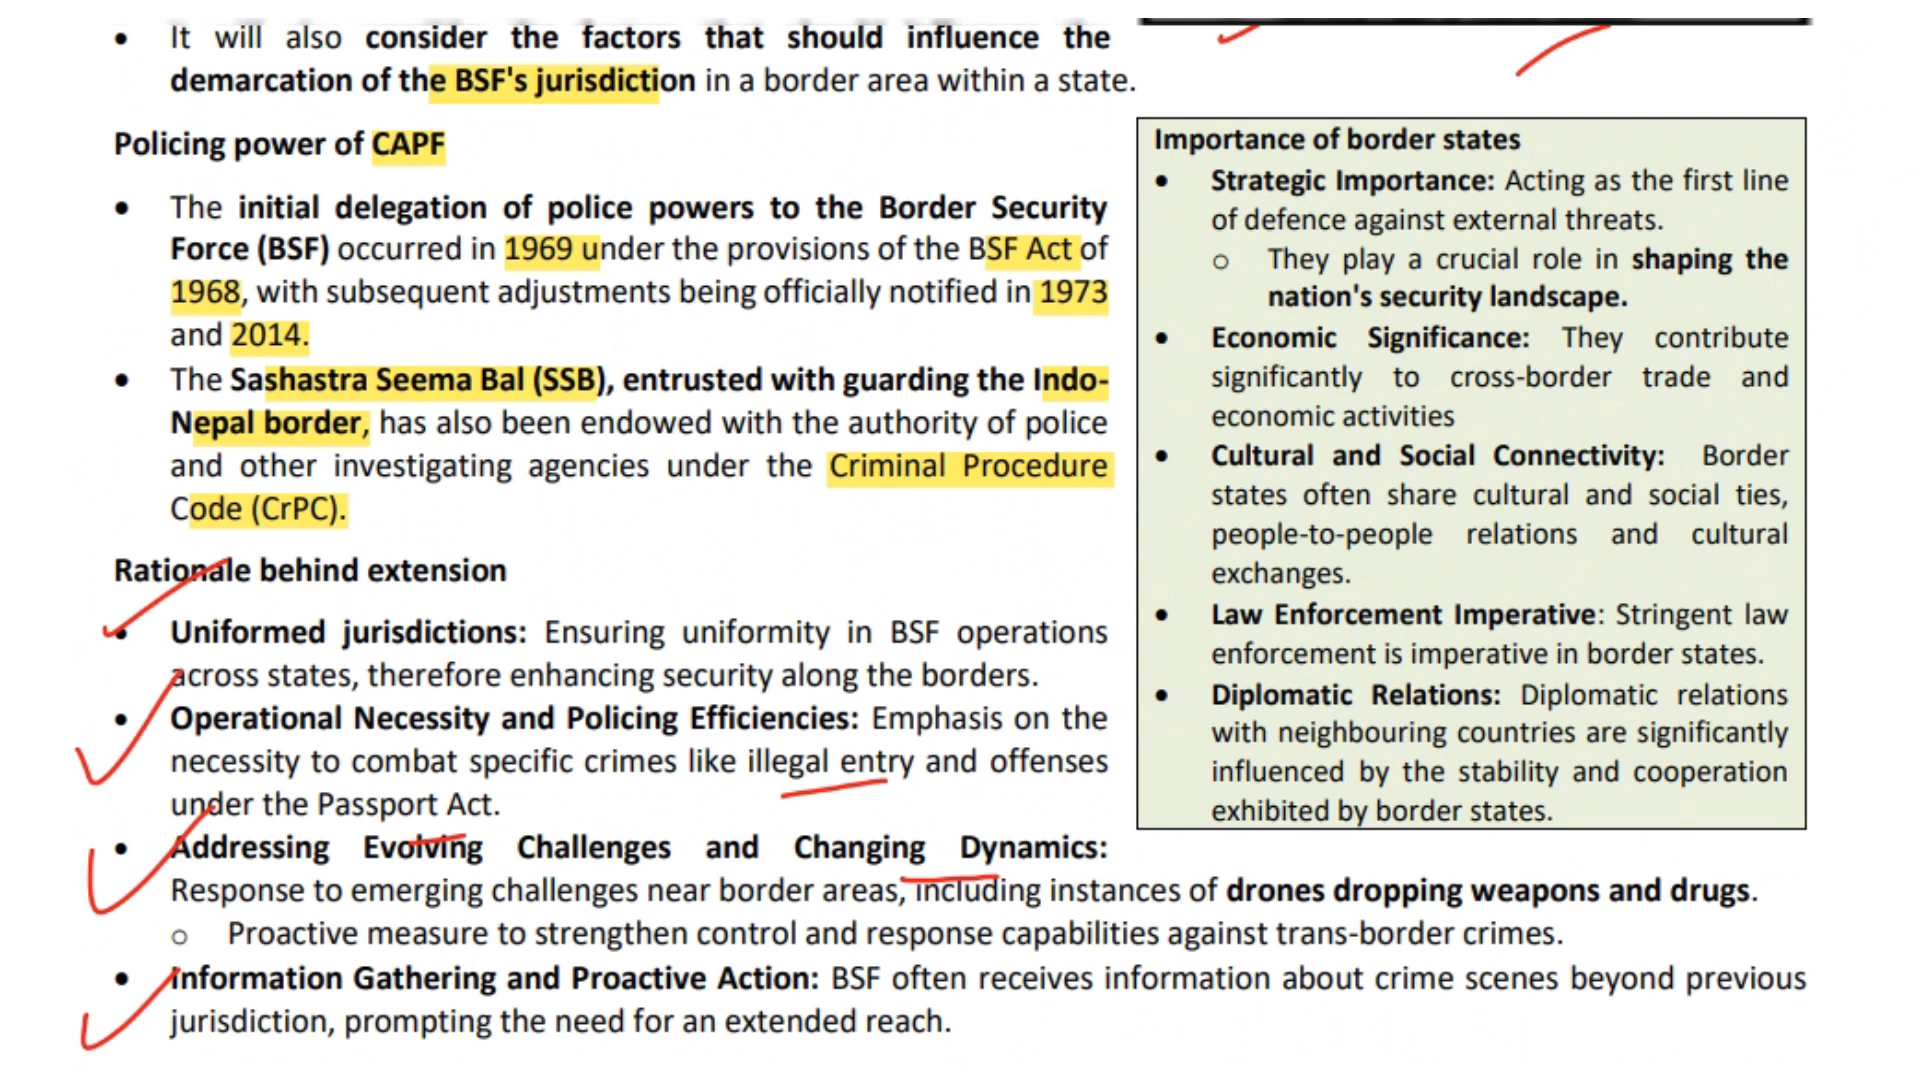 • It will also consider the factors that should influence the
demarcation of the BSF's jurisdiction in a border area within a state.
Policing power of CAPF
• The initial delegation of police powers to the Border Security
Force (BSF) occurred in 1969 under the provisions of the BSF Act of
1968, with subsequent adjustments being officially notified in 1973
and 2014.
• The Sashastra Seema Bal (SSB), entrusted with guarding the Indo-
Nepal border, has also been endowed with the authority of police
and other investigating agencies under the Criminal Procedure
Code (CrPC).
Rationale behind extension
• Uniformed jurisdictions: Ensuring uniformity in BSF operations
across states, therefore enhancing security along the borders.
• Operational Necessity and Policing Efficiencies: Emphasis on the
necessity to combat specific crimes like illegal entry and offenses
under the Passport Act.
• Addressing Evolving Challenges and Changing Dynamics:
Response to emerging challenges near border areas, including instances of drones dropping weapons and drugs.
o Proactive measure to strengthen control and response capabilities against trans-border crimes.
• Information Gathering and Proactive Action: BSF often receives information about crime scenes beyond previous
jurisdiction, prompting the need for an extended reach.
Importance of border states
• Strategic Importance: Acting as the first line
of defence against external threats.
o They play a crucial role in shaping the
nation's security landscape.
• Economic Significance: They contribute
significantly to cross-border trade and
economic activities
• Cultural and Social Connectivity: Border
states often share cultural and social ties,
people-to-people relations and cultural
exchanges.
• Law Enforcement Imperative: Stringent law
enforcement is imperative in border states.
• Diplomatic Relations: Diplomatic relations
with neighbouring countries are significantly
influenced by the stability and cooperation
exhibited by border states.